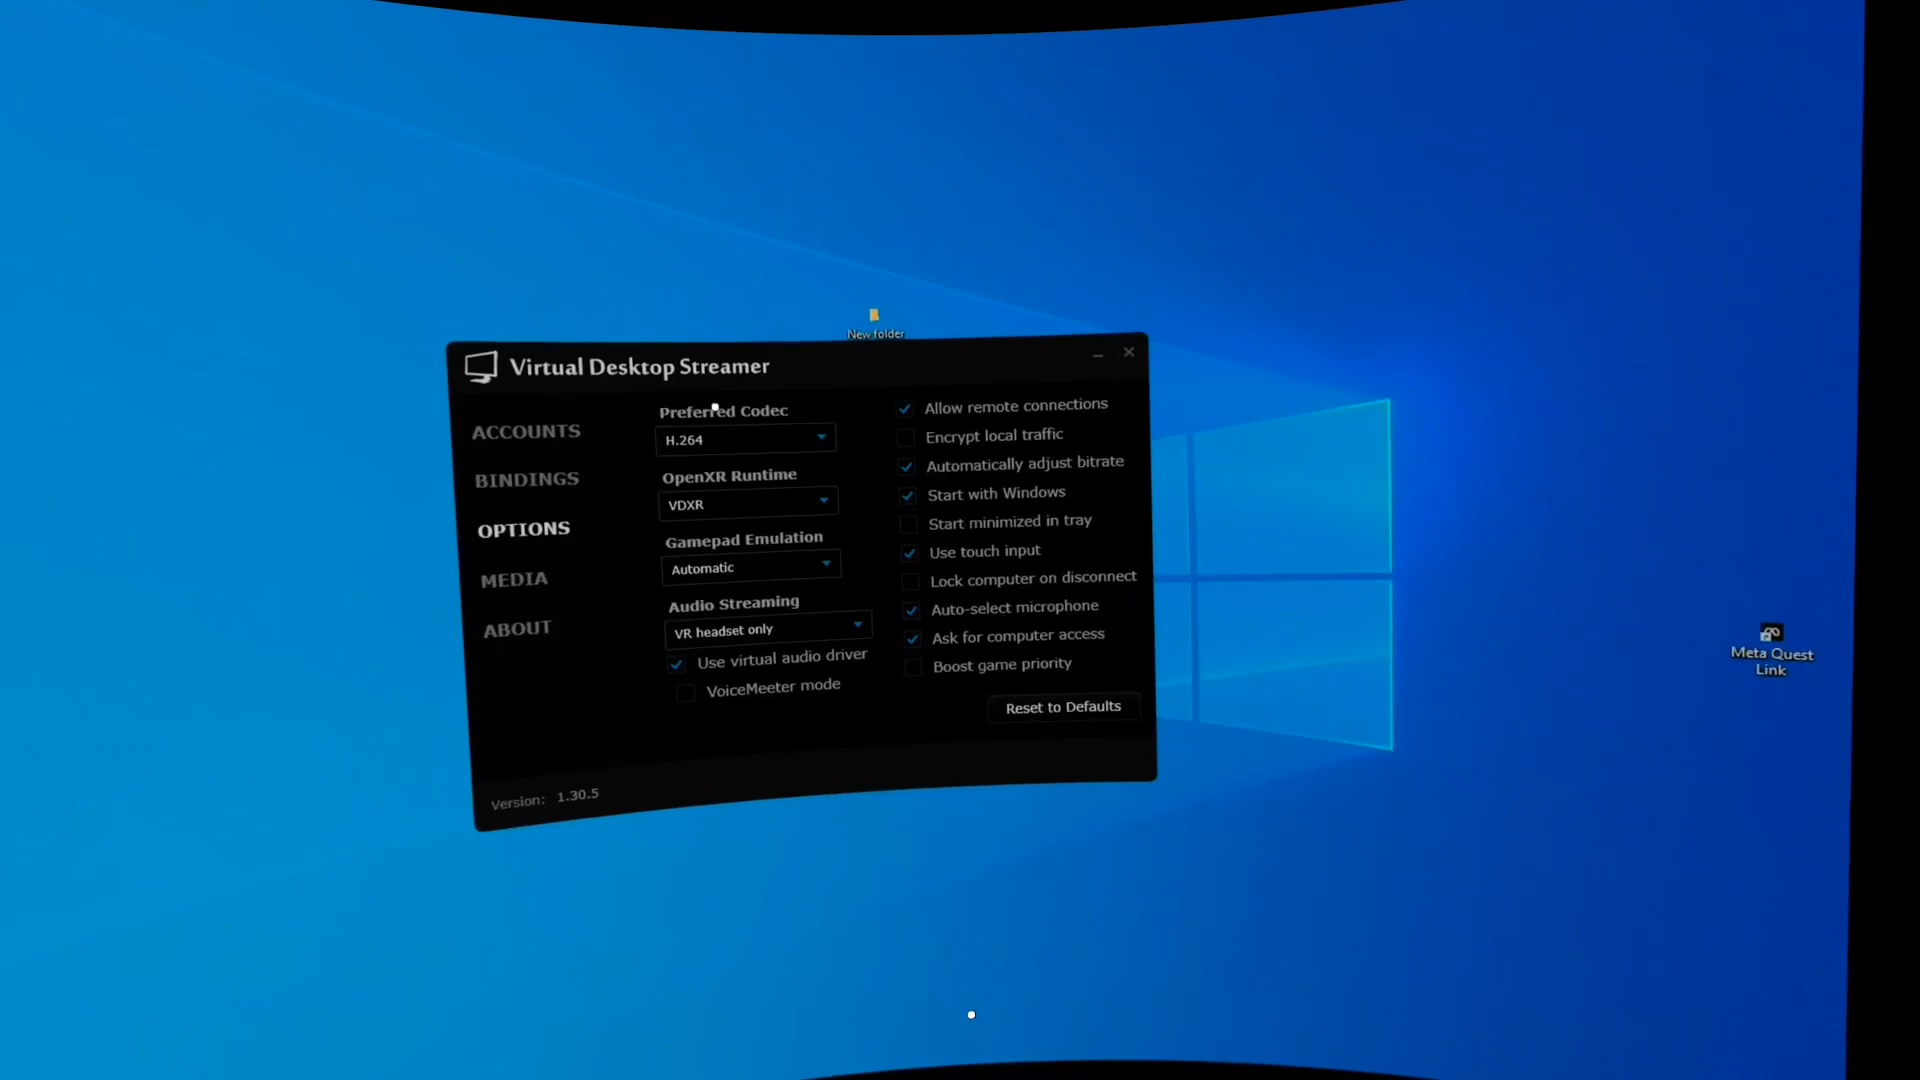 New folder
Virtual Desktop Streamer
ACCOUNTS
BINDINGS
OPTIONS
MEDIA
ABOUT
Preferred Codec
H.264
OpenXR Runtime
VDXR
Gamepad Emulation
Automatic
Audio Streaming
VR headset only
Use virtual audio driver
VoiceMeeter mode
Allow remote connections
Encrypt local traffic
Automatically adjust bitrate
Start with Windows
Start minimized in tray
Use touch input
Lock computer on disconnect
Auto-select microphone
Ask for computer access
Boost game priority
Reset to Defaults
Version: 1.30.5
Meta Quest
Link